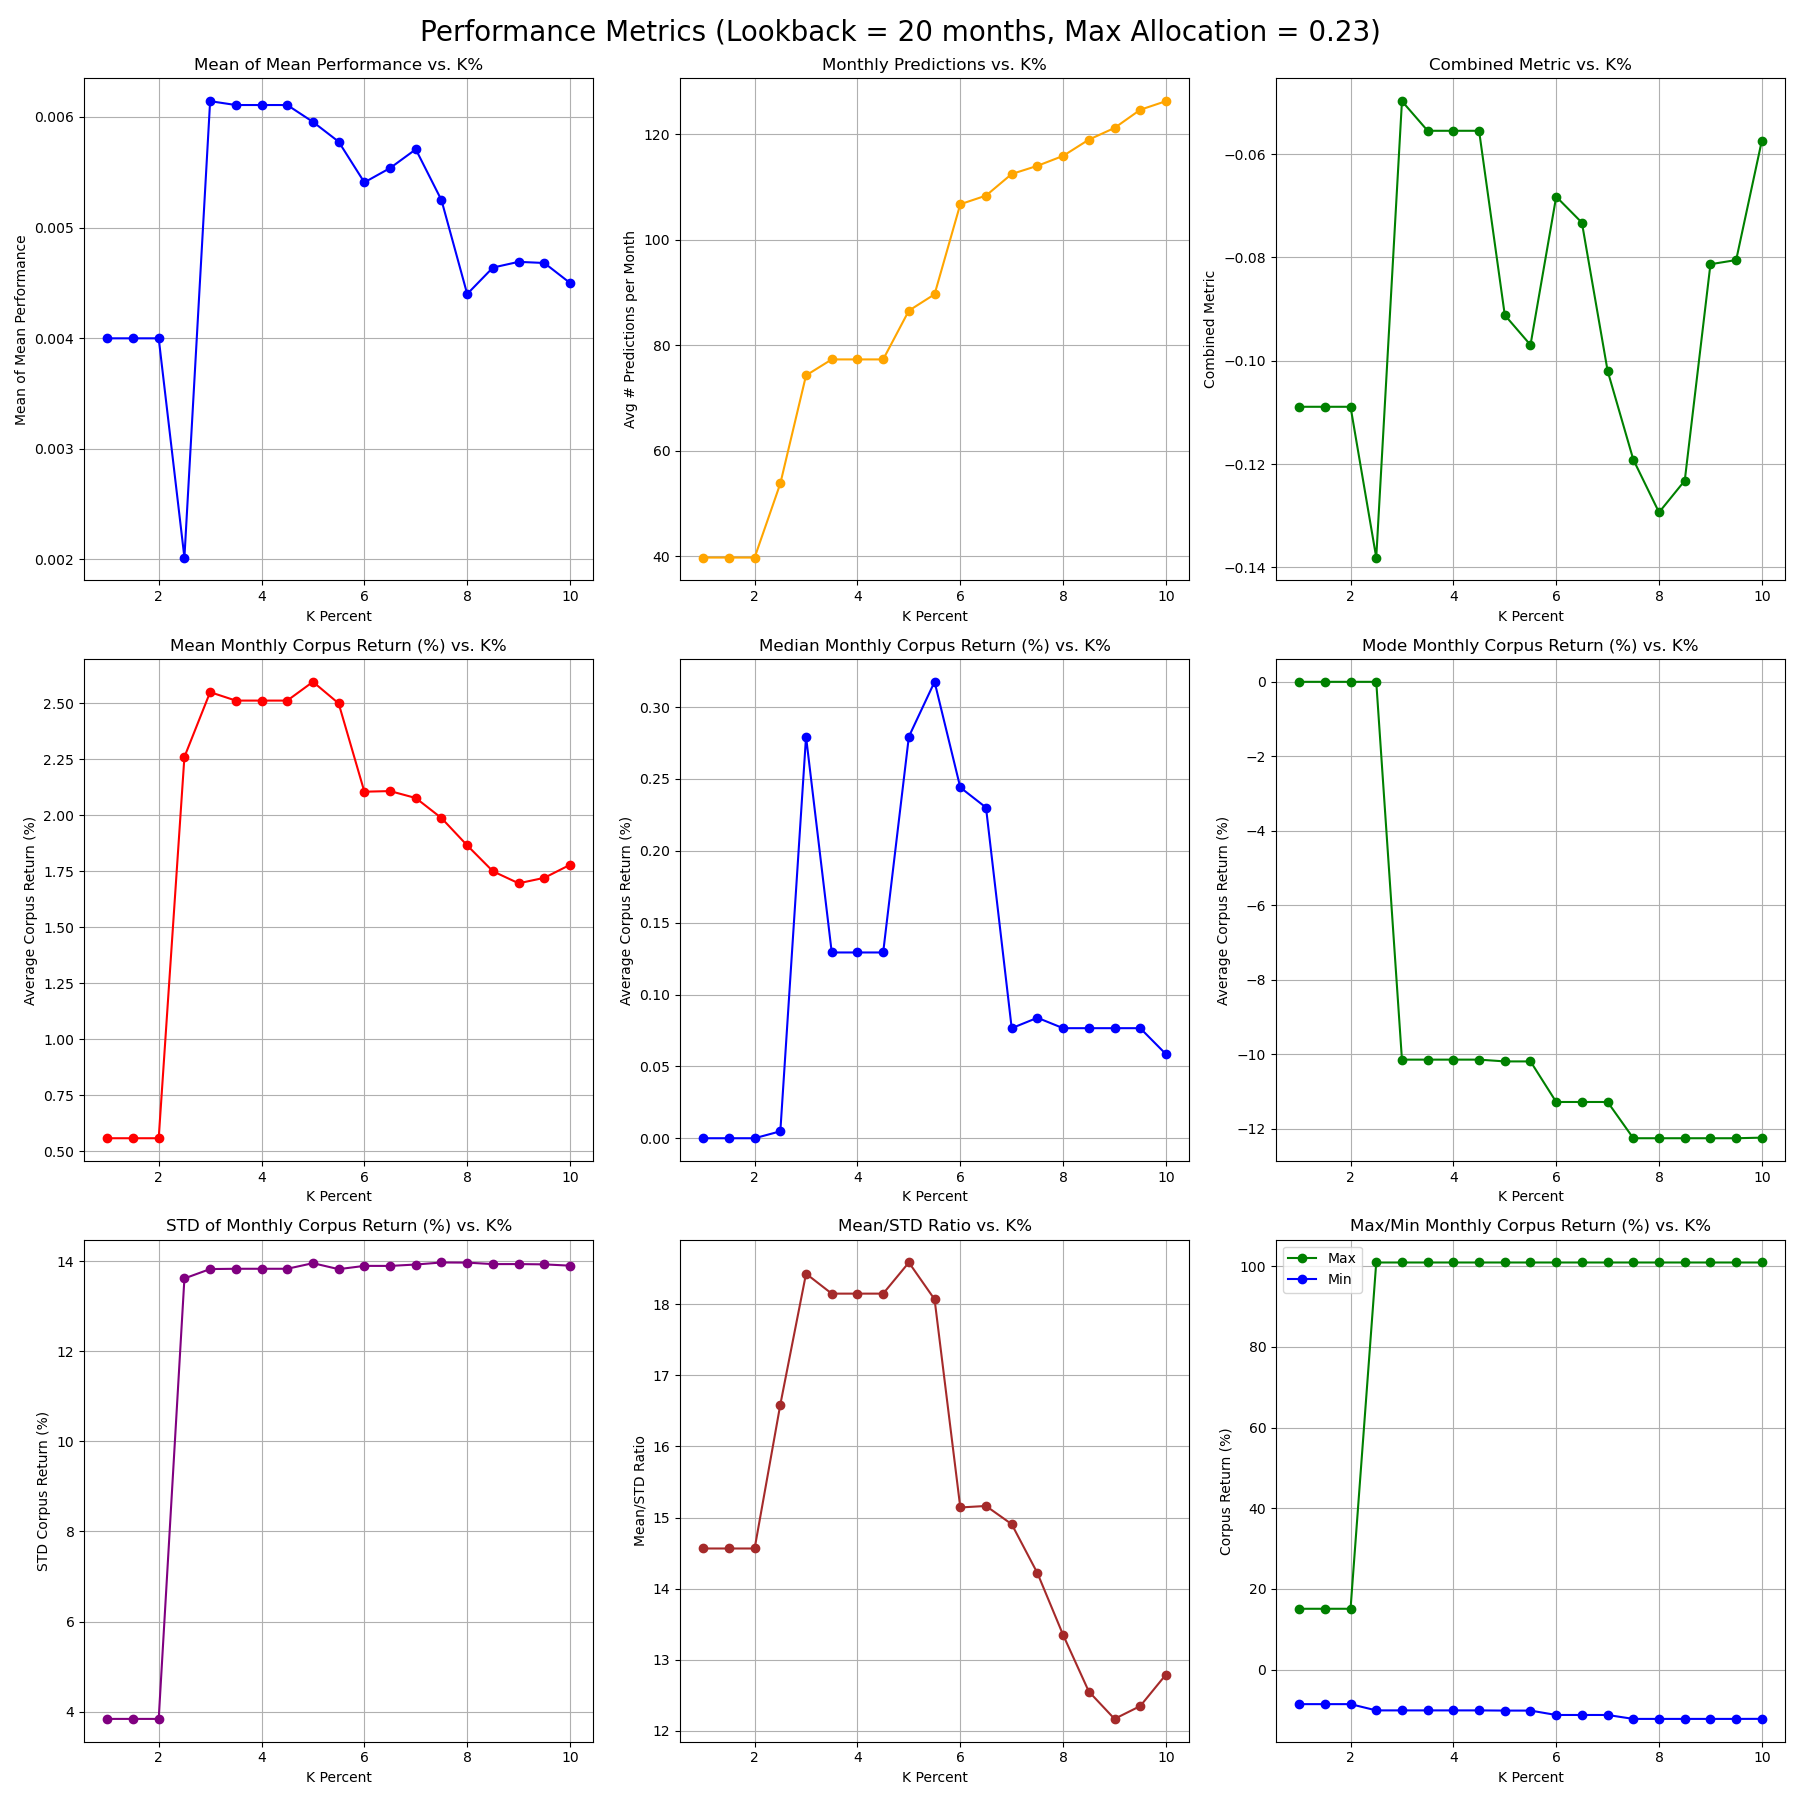 Performance Metrics (Lookback = 20 months, Max Allocation = 0.23)
Mean of Mean Performance vs. K%
Mean of Mean Performance
0.006
0.005
0.004
0.003
0.002
2 4 6 8 10
K Percent
Monthly Predictions vs. K%
Avg # Predictions per Month
120
100
80
60
40
2 4 6 8 10
K Percent
Combined Metric vs. K%
Combined Metric
−0.06
−0.08
−0.10
−0.12
−0.14
2 4 6 8 10
K Percent
Mean Monthly Corpus Return (%) vs. K%
Average Corpus Return (%)
2.50
2.25
2.00
1.75
1.50
1.25
1.00
0.75
0.50
2 4 6 8 10
K Percent
Median Monthly Corpus Return (%) vs. K%
Average Corpus Return (%)
0.30
0.25
0.20
0.15
0.10
0.05
0.00
2 4 6 8 10
K Percent
Mode Monthly Corpus Return (%) vs. K%
Average Corpus Return (%)
0
−2
−4
−6
−8
−10
−12
2 4 6 8 10
K Percent
STD of Monthly Corpus Return (%) vs. K%
STD Corpus Return (%)
14
12
10
8
6
4
2 4 6 8 10
K Percent
Mean/STD Ratio vs. K%
Mean/STD Ratio
18
17
16
15
14
13
12
2 4 6 8 10
K Percent
Max/Min Monthly Corpus Return (%) vs. K%
Max
Min
Corpus Return (%)
100
80
60
40
20
0
2 4 6 8 10
K Percent